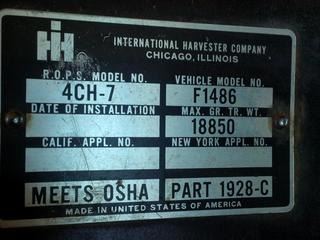 IH
INTERNATIONAL HARVESTER COMPANY
CHICAGO, ILLINOIS
R.O.P.S. MODEL NO. VEHICLE MODEL NO.
4CH-7 F1486
DATE OF INSTALLATION MAX. GR. TR. WT.
18850
CALIF. APPL. NO. NEW YORK APPL. NO.
MEETS OSHA PART 1928-C
MADE IN UNITED STATES OF AMERICA